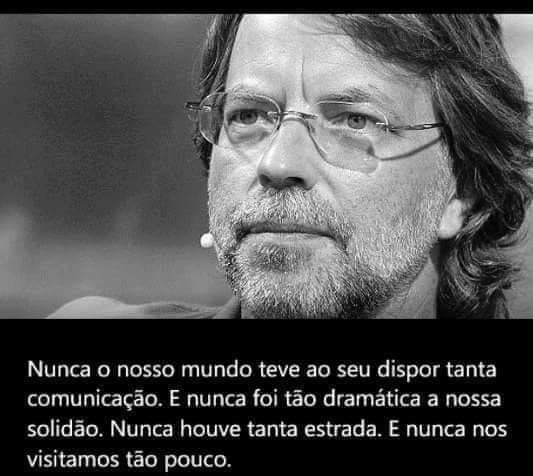 Nunca o nosso mundo teve ao seu dispor tanta
comunicação. E nunca foi tão dramática a nossa
solidão. Nunca houve tanta estrada. E nunca nos
visitamos tão pouco.